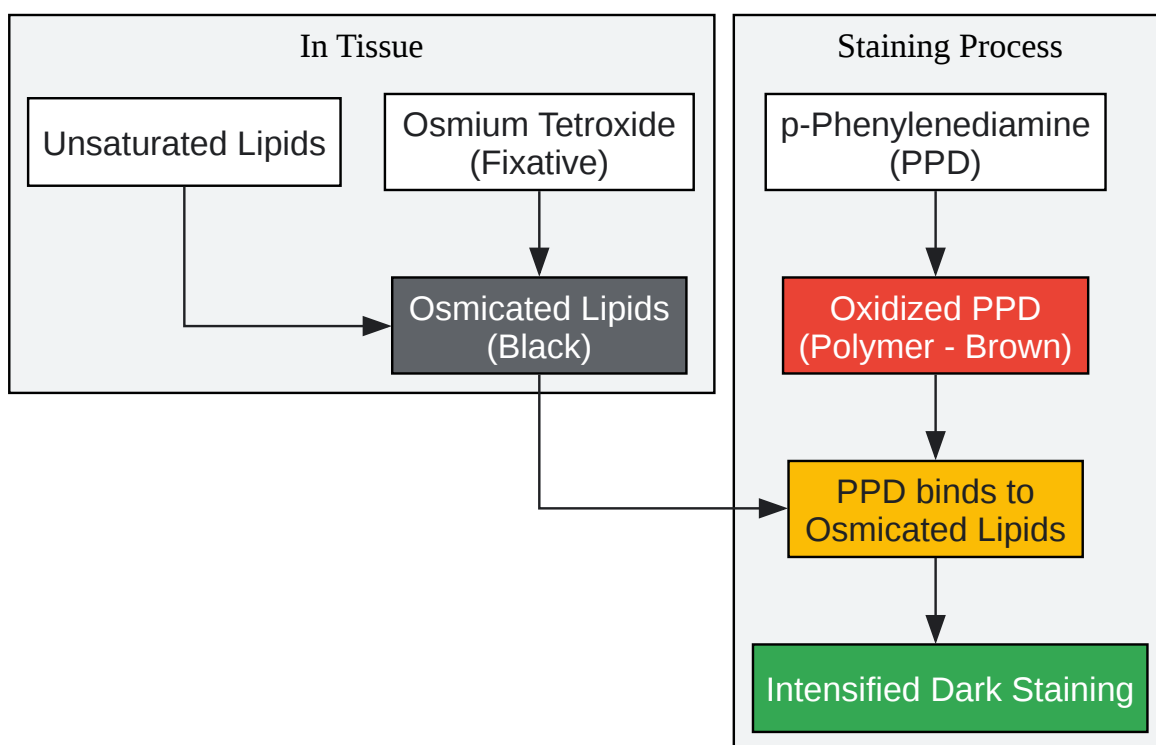 In Tissue
Unsaturated Lipids
Osmium Tetroxide
(Fixative)
Osmicated Lipids
(Black)
Staining Process
p-Phenylenediamine
(PPD)
Oxidized PPD
(Polymer - Brown)
PPD binds to
Osmicated Lipids
Intensified Dark Staining